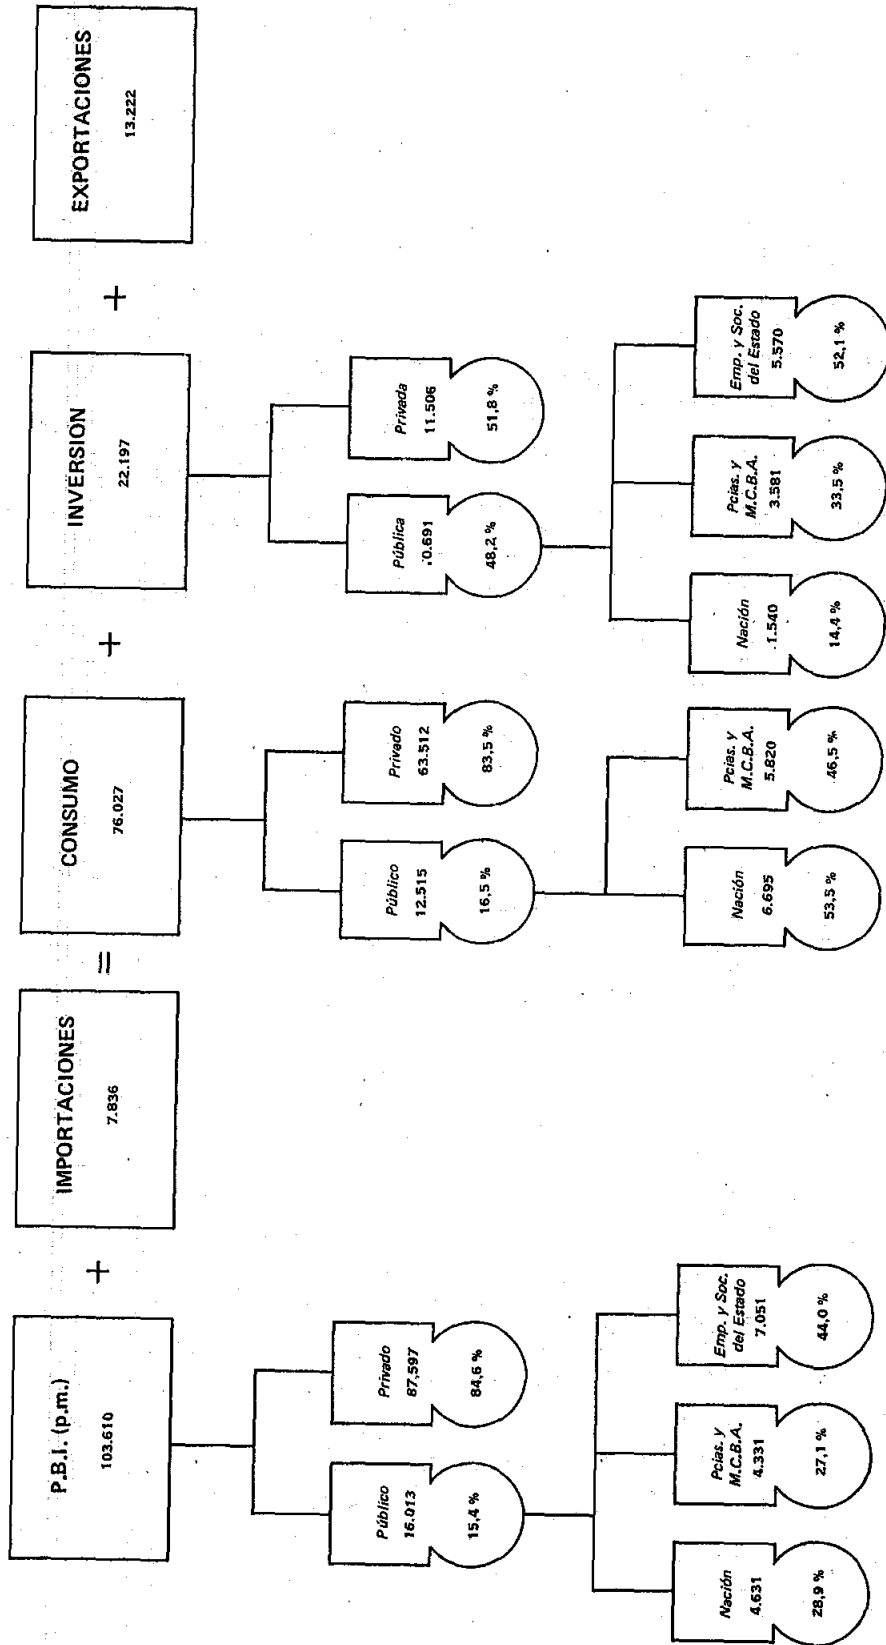 P.B.I. (p.m.)
103.610
+
IMPORTACIONES
7.836
=
CONSUMO
76.027
+
INVERSION
22.197
+
EXPORTACIONES
13.222
Público
16.013
15,4 %
Privado
87,597
84,6 %
Público
12.515
16,5 %
Privado
63.512
83,5 %
Pública
.0.691
48,2 %
Privada
11.506
51,8 %
Nación
4.631
28,9 %
Pcias. y
M.C.B.A.
4.331
27,1 %
Emp. y Soc.
del Estado
7.051
44,0 %
Nación
6.695
53,5 %
Pcias. y
M.C.B.A.
5.820
46,5 %
Nación
.1.540
14,4 %
Pcias. y
M.C.B.A.
3.581
33,5 %
Emp. y Soc.
del Estado
5.570
52,1 %